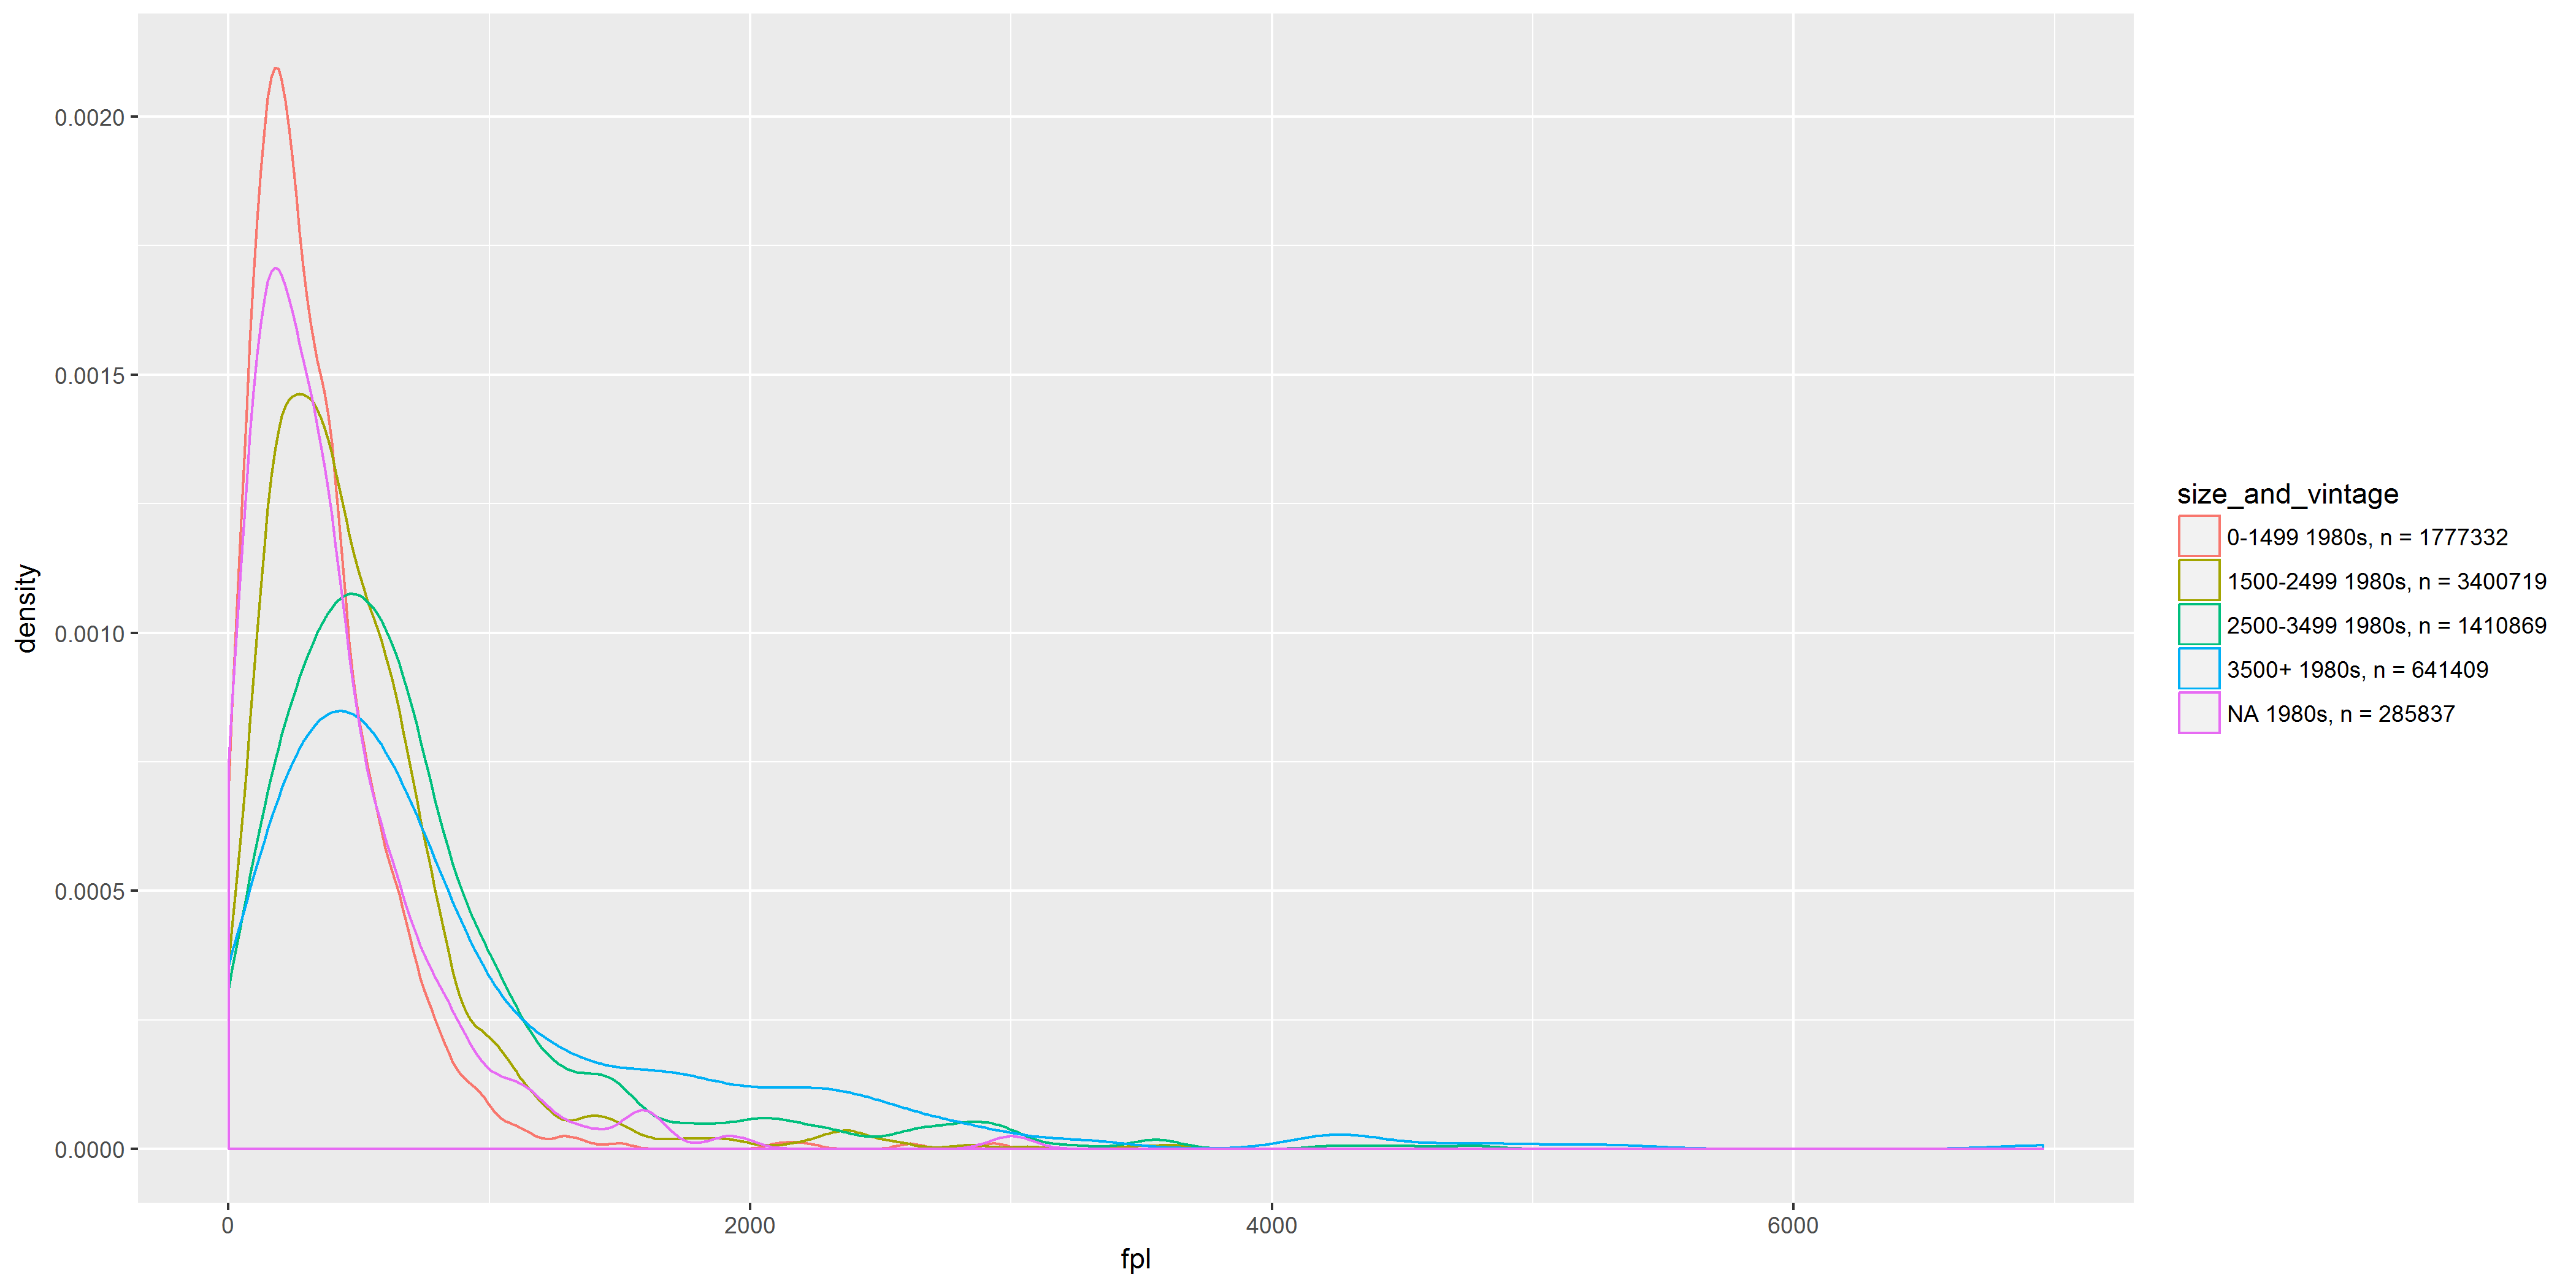 0.0020
0.0015
0.0010
0.0005
0.0000
density
0
2000
4000
6000
fpl
size_and_vintage
0-1499 1980s, n = 1777332
1500-2499 1980s, n = 3400719
2500-3499 1980s, n = 1410869
3500+ 1980s, n = 641409
NA 1980s, n = 285837